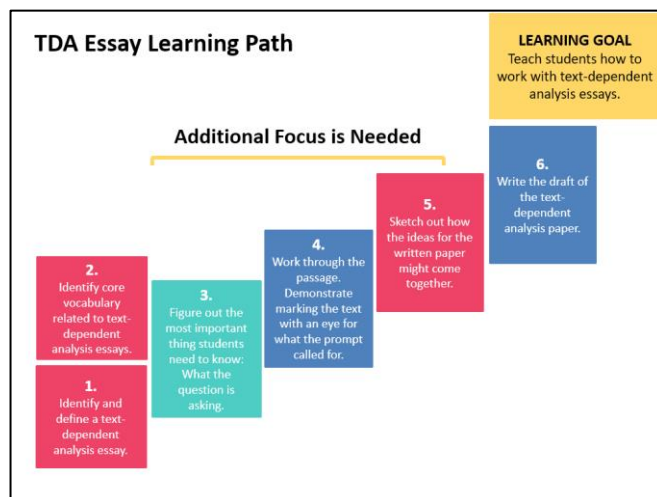 TDA Essay Learning Path
LEARNING GOAL
Teach students how to
work with text-dependent
analysis essays.
Additional Focus is Needed
1.
Identify and
define a text-
dependent
analysis essay.
2.
Identify core
vocabulary
related to text-
dependent
analysis essays.
3.
Figure out the
most important
thing students
need to know:
What the
question is
asking.
4.
Work through the
passage.
Demonstrate
marking the text
with an eye for
what the prompt
called for.
5.
Sketch out how
the ideas for the
written paper
might come
together.
6.
Write the draft of
the text-
dependent
analysis paper.